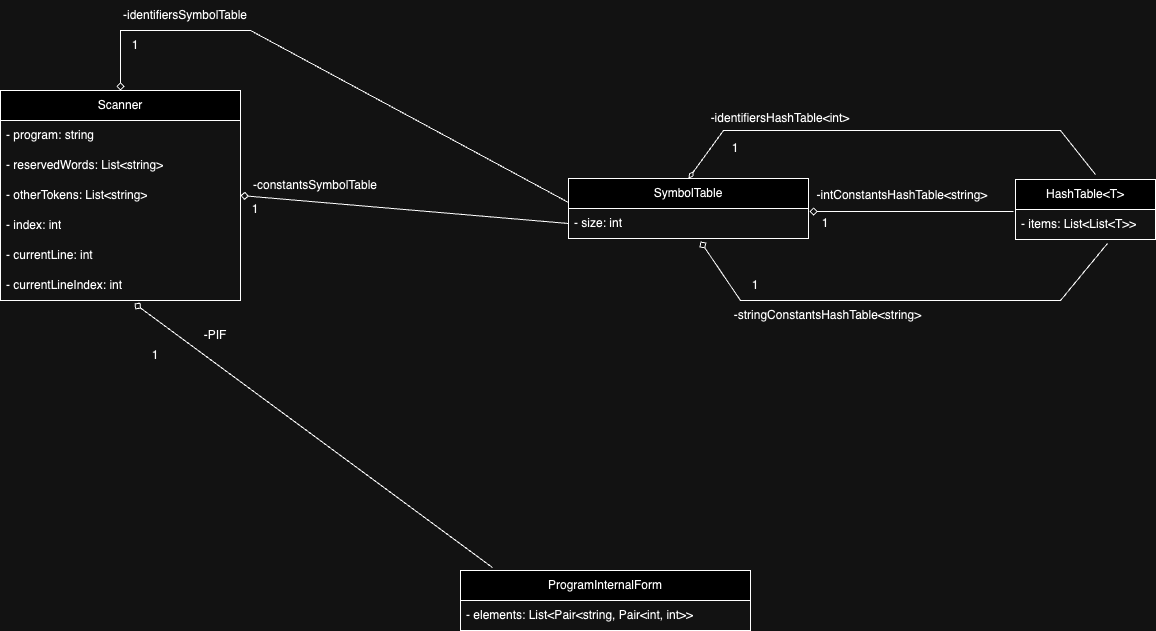 -identifiersSymbolTable
1
Scanner
- program: string
- reservedWords: List<string>
- otherTokens: List<string>
- index: int
- currentLine: int
- currentLineIndex: int
-constantsSymbolTable
1
-PIF
1
SymbolTable
- size: int
-identifiersHashTable<int>
1
-intConstantsHashTable<string>
1
1
-stringConstantsHashTable<string>
HashTable<T>
- items: List<List<T>>
ProgramInternalForm
- elements: List<Pair<string, Pair<int, int>>